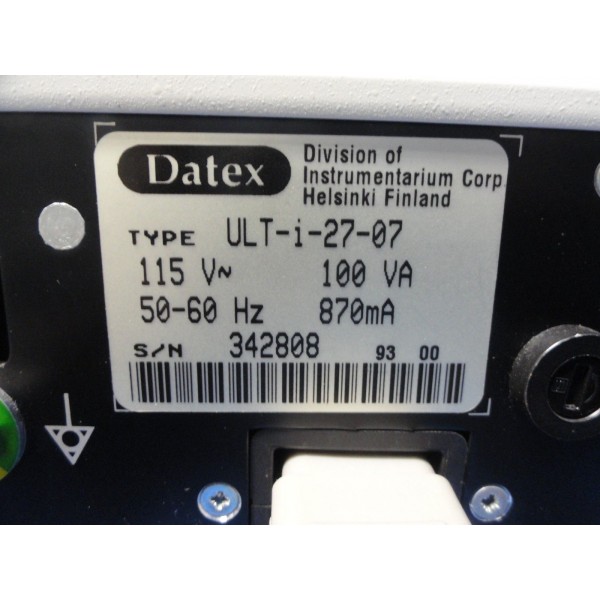 Datex
Division of
Instrumentarium Corp
Helsinki Finland
TYPE ULT-i-27-07
115 V~ 100 VA
50-60 Hz 870mA
S/N 342808 93 00